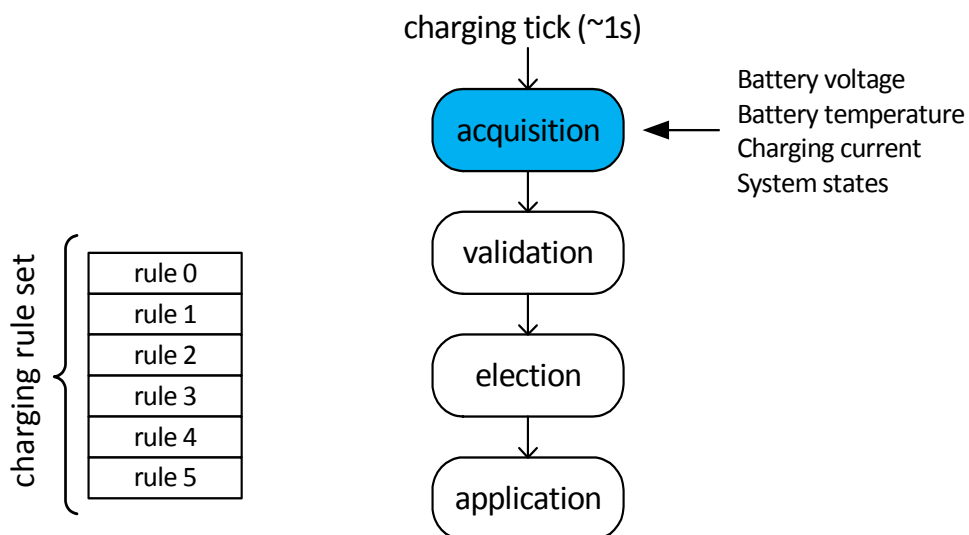 charging tick (~1s)
acquisition
Battery voltage
Battery temperature
Charging current
System states
validation
election
application
charging rule set
rule 0
rule 1
rule 2
rule 3
rule 4
rule 5